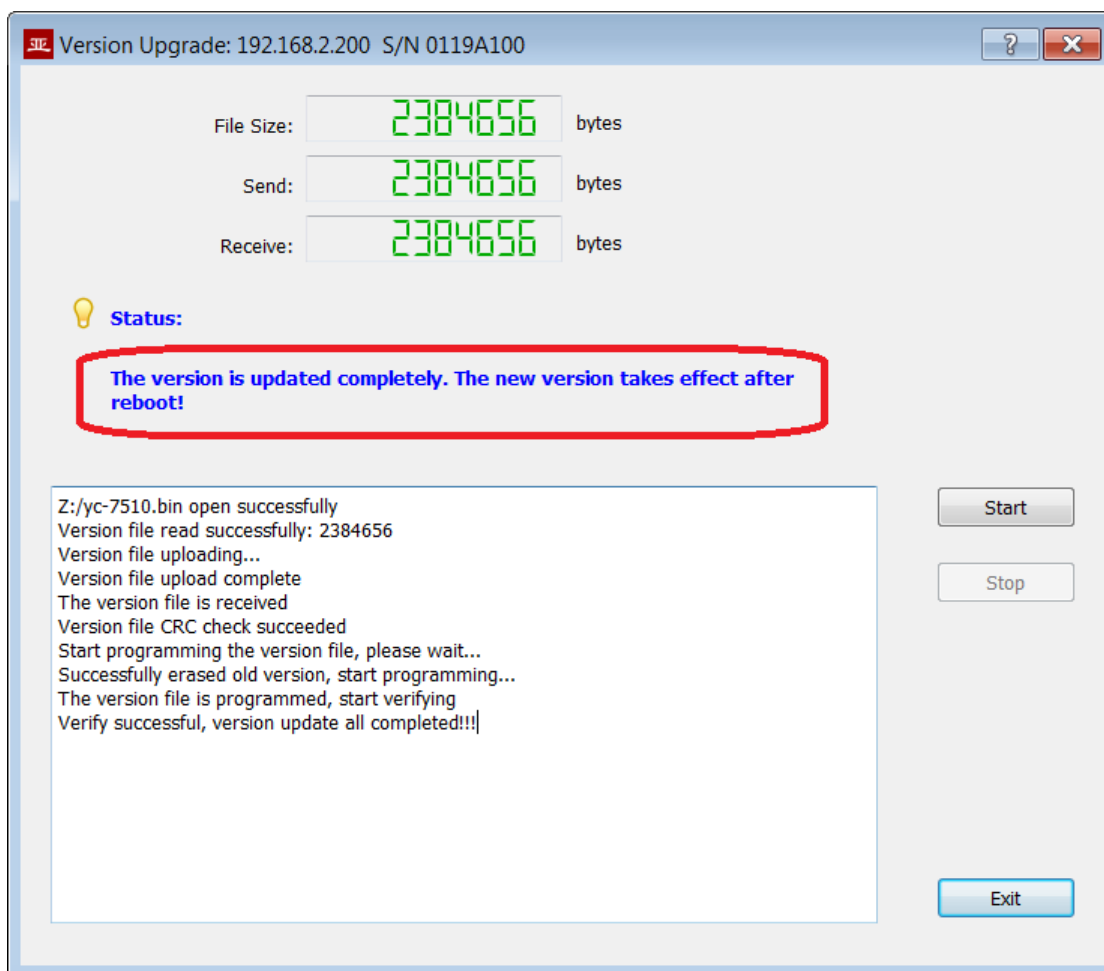 亚 Version Upgrade: 192.168.2.200 S/N 0119A100
File Size: 2384656 bytes
Send: 2384656 bytes
Receive: 2384656 bytes
Status:
The version is updated completely. The new version takes effect after
reboot!
Z:/yc-7510.bin open successfully
Version file read successfully: 2384656
Version file uploading...
Version file upload complete
The version file is received
Version file CRC check succeeded
Start programming the version file, please wait...
Successfully erased old version, start programming...
The version file is programmed, start verifying
Verify successful, version update all completed!!!
Start
Stop
Exit